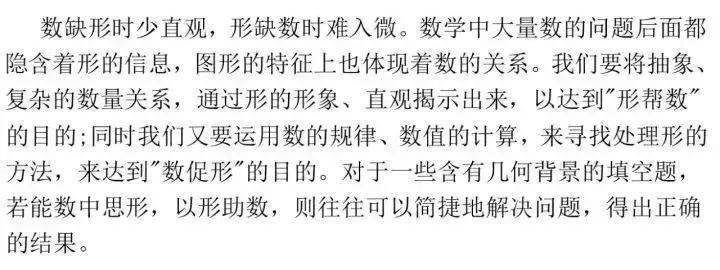 数缺形时少直观，形缺数时难入微。数学中大量数的问题后面都
隐含着形的信息，图形的特征上也体现着数的关系。我们要将抽象、
复杂的数量关系，通过形的形象、直观揭示出来，以达到"形帮数"
的目的;同时我们又要运用数的规律、数值的计算，来寻找处理形的
方法，来达到"数促形"的目的。对于一些含有几何背景的填空题，
若能数中思形，以形助数，则往往可以简捷地解决问题，得出正确
的结果。